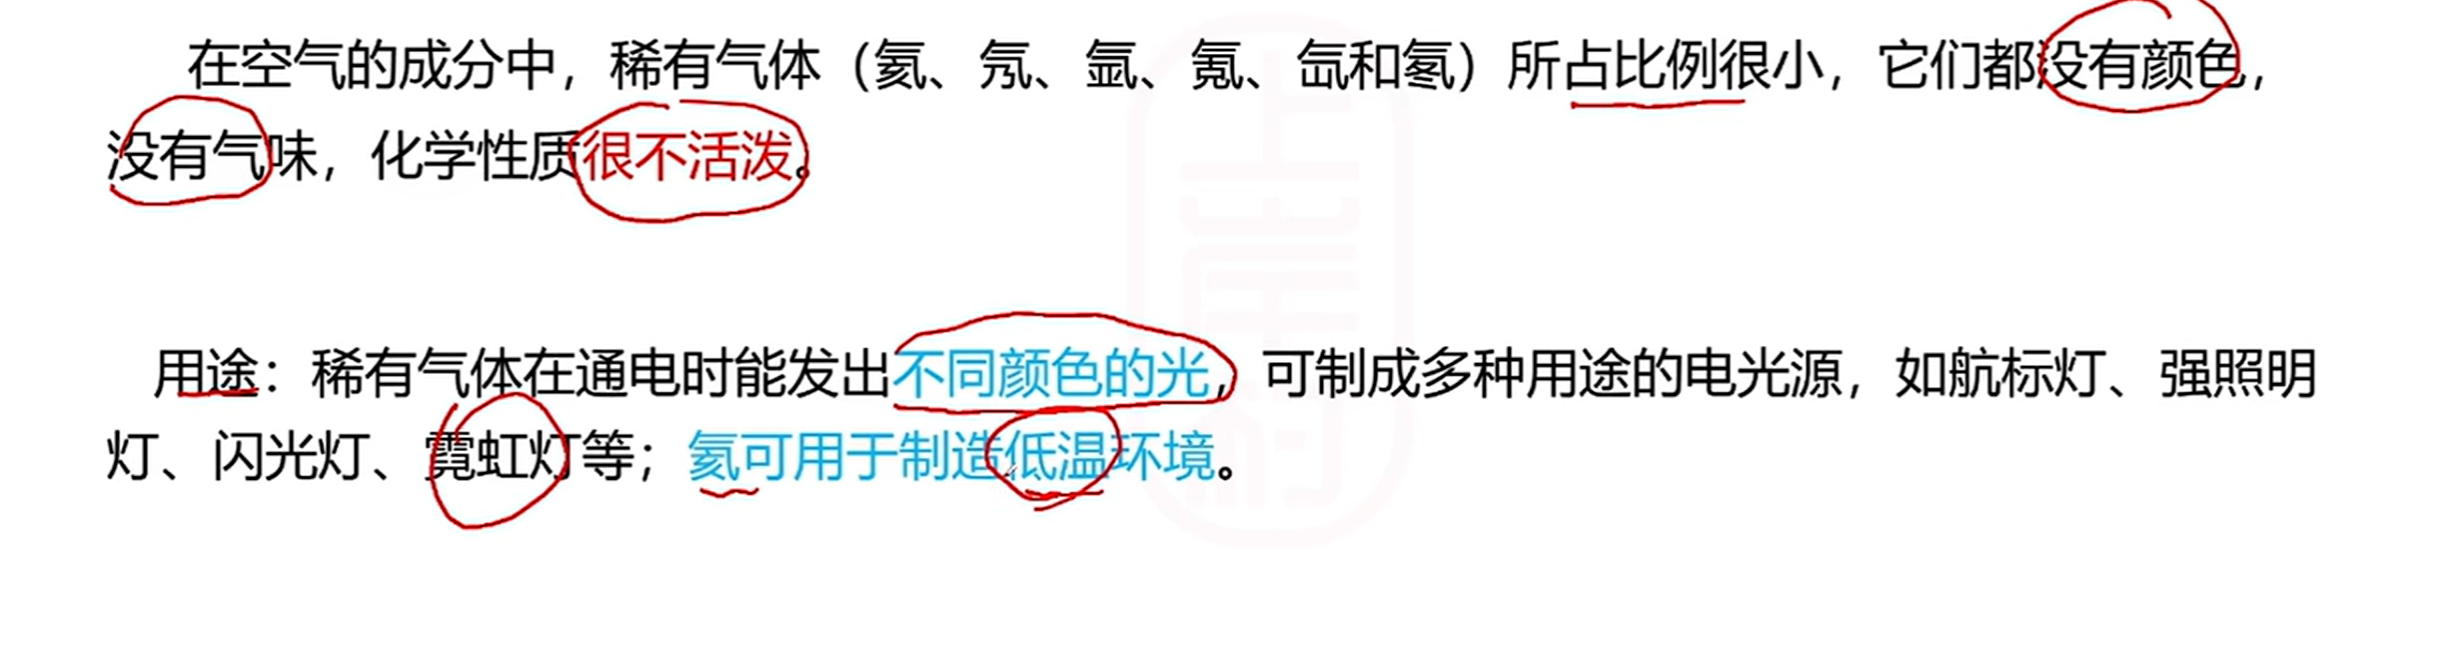 在空气的成分中，稀有气体（氦、氖、氩、氪、氙和氡）所占比例很小，它们都没有颜色，
没有气味，化学性质很不活泼。
用途：稀有气体在通电时能发出不同颜色的光，可制成多种用途的电光源，如航标灯、强照明
灯、闪光灯、霓虹灯等；氦可用于制造低温环境。